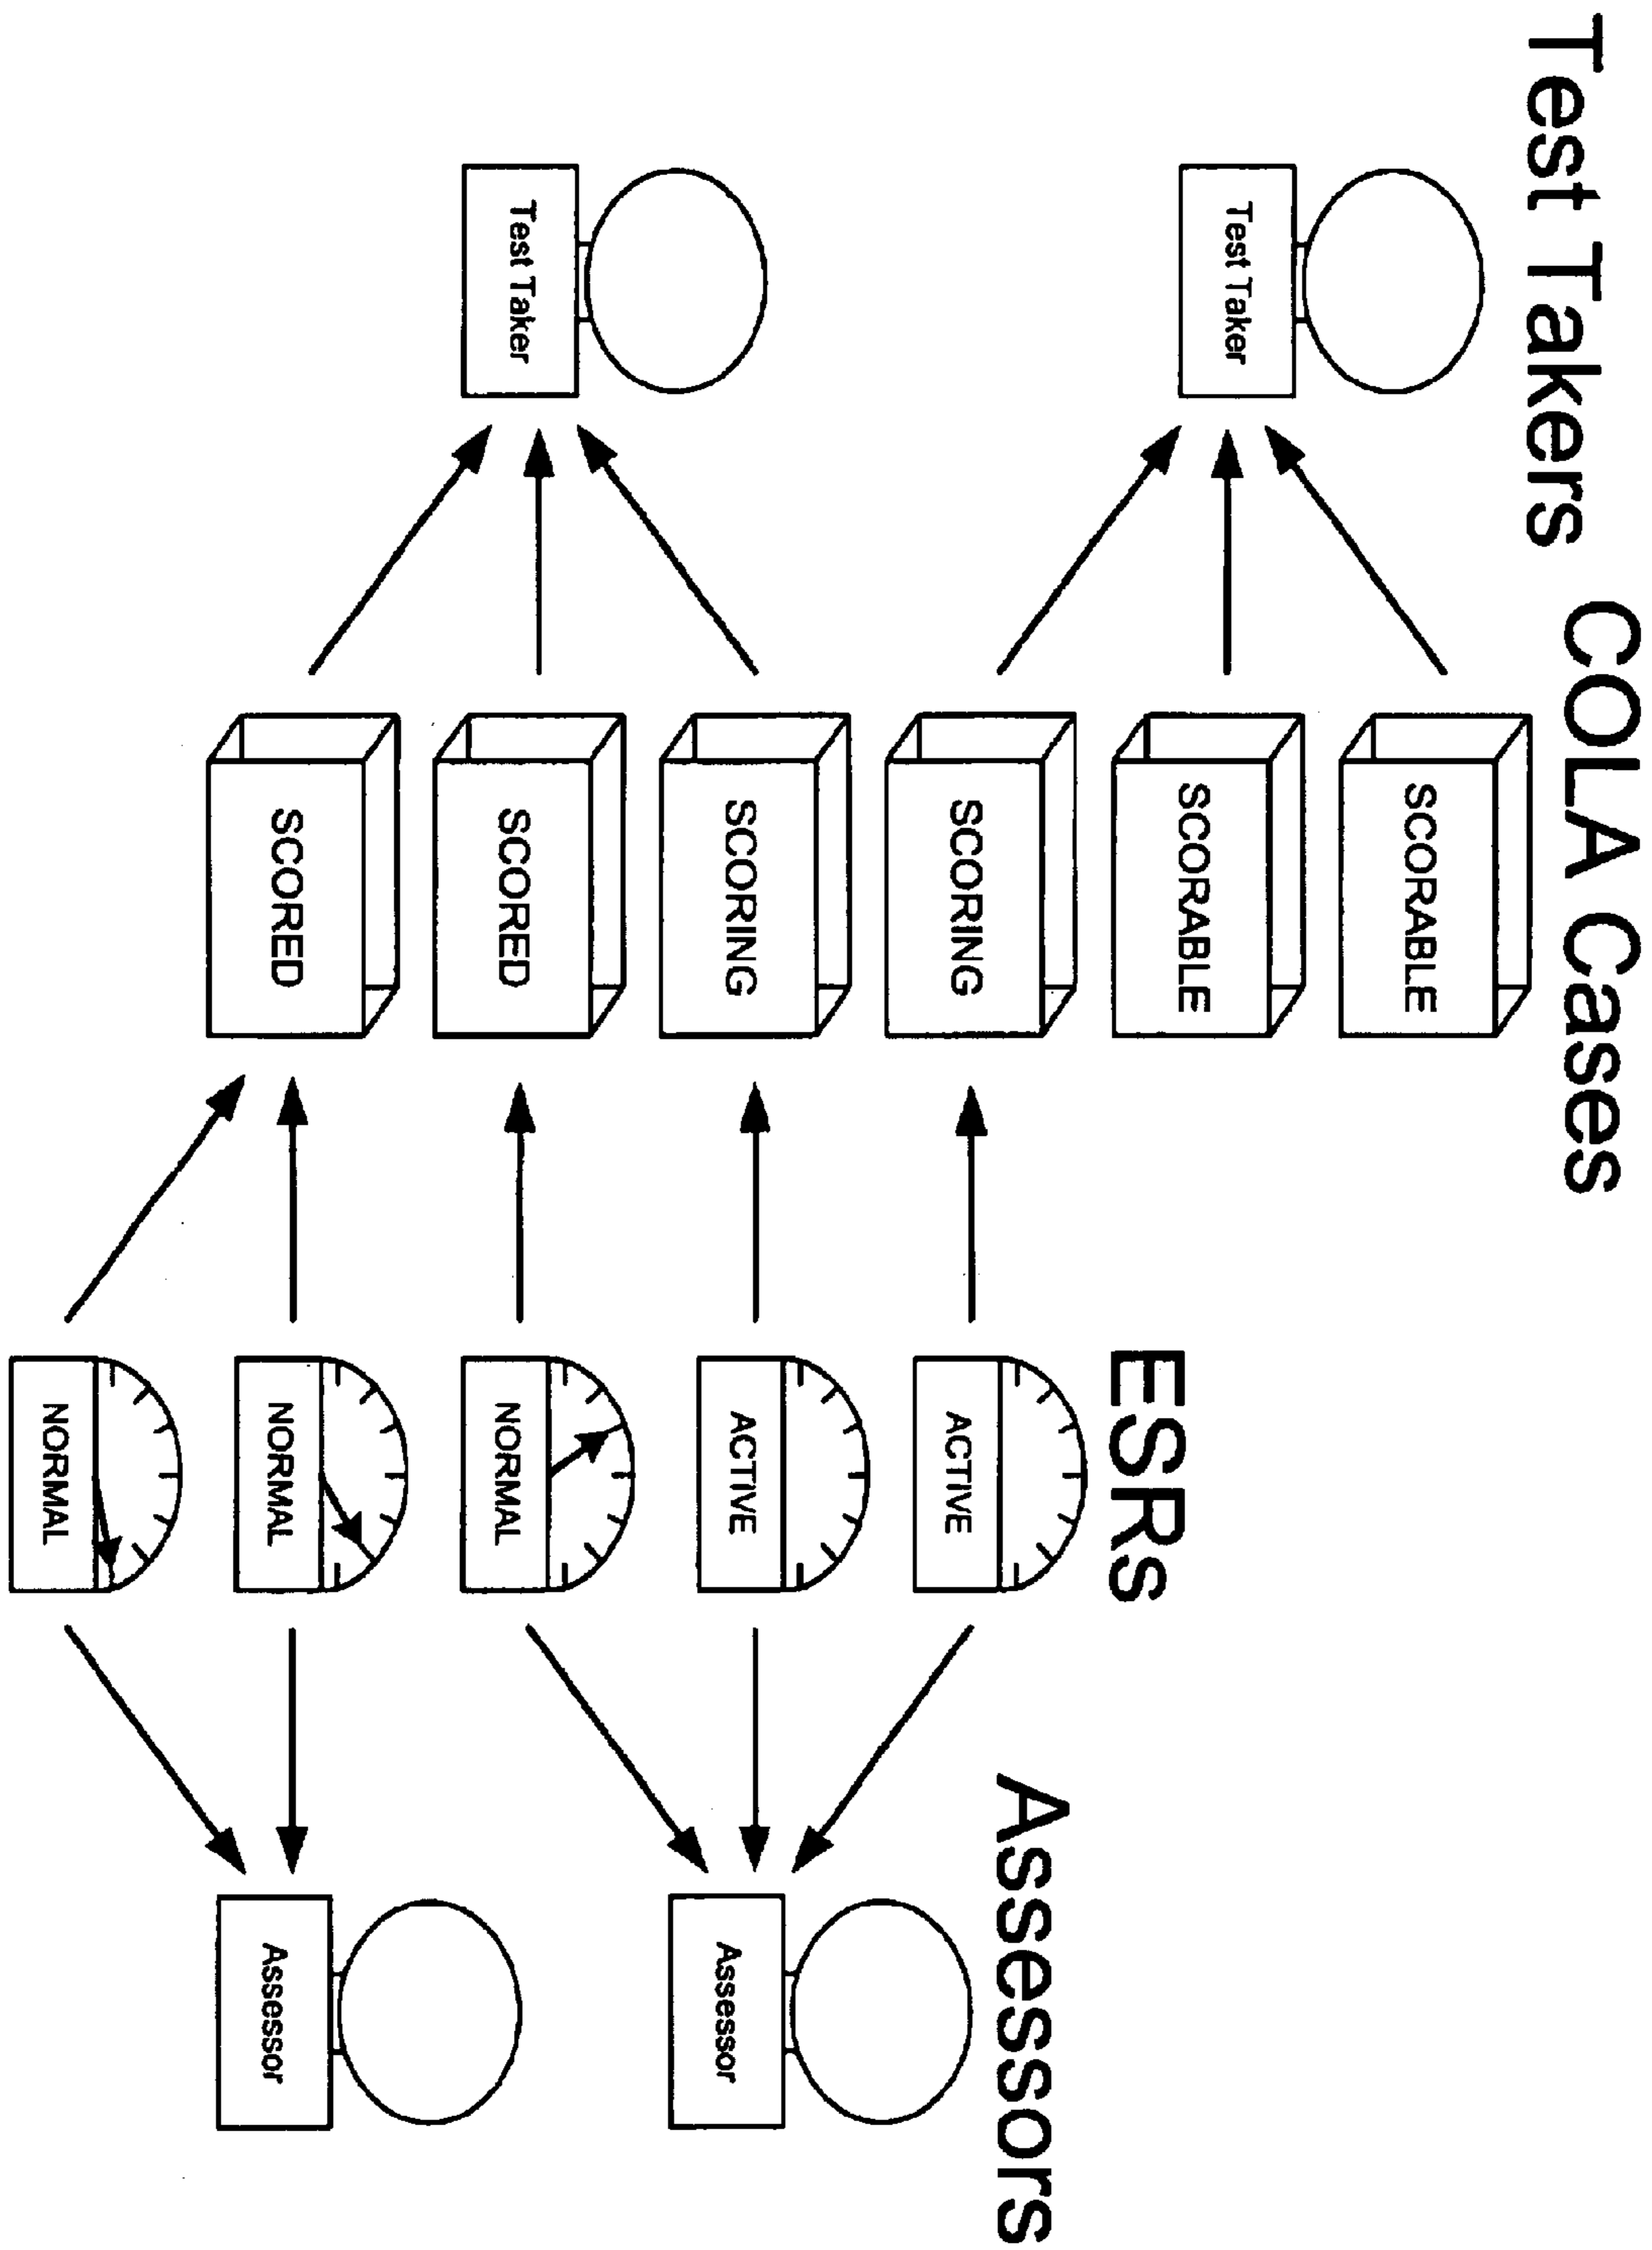 Test Takers
COLA Cases
ESRs
Assessors
Test Taker
Test Taker
SCORABLE
SCORABLE
SCORING
SCORING
SCORED
SCORED
ACTIVE
ACTIVE
NORMAL
NORMAL
NORMAL
Assessor
Assessor